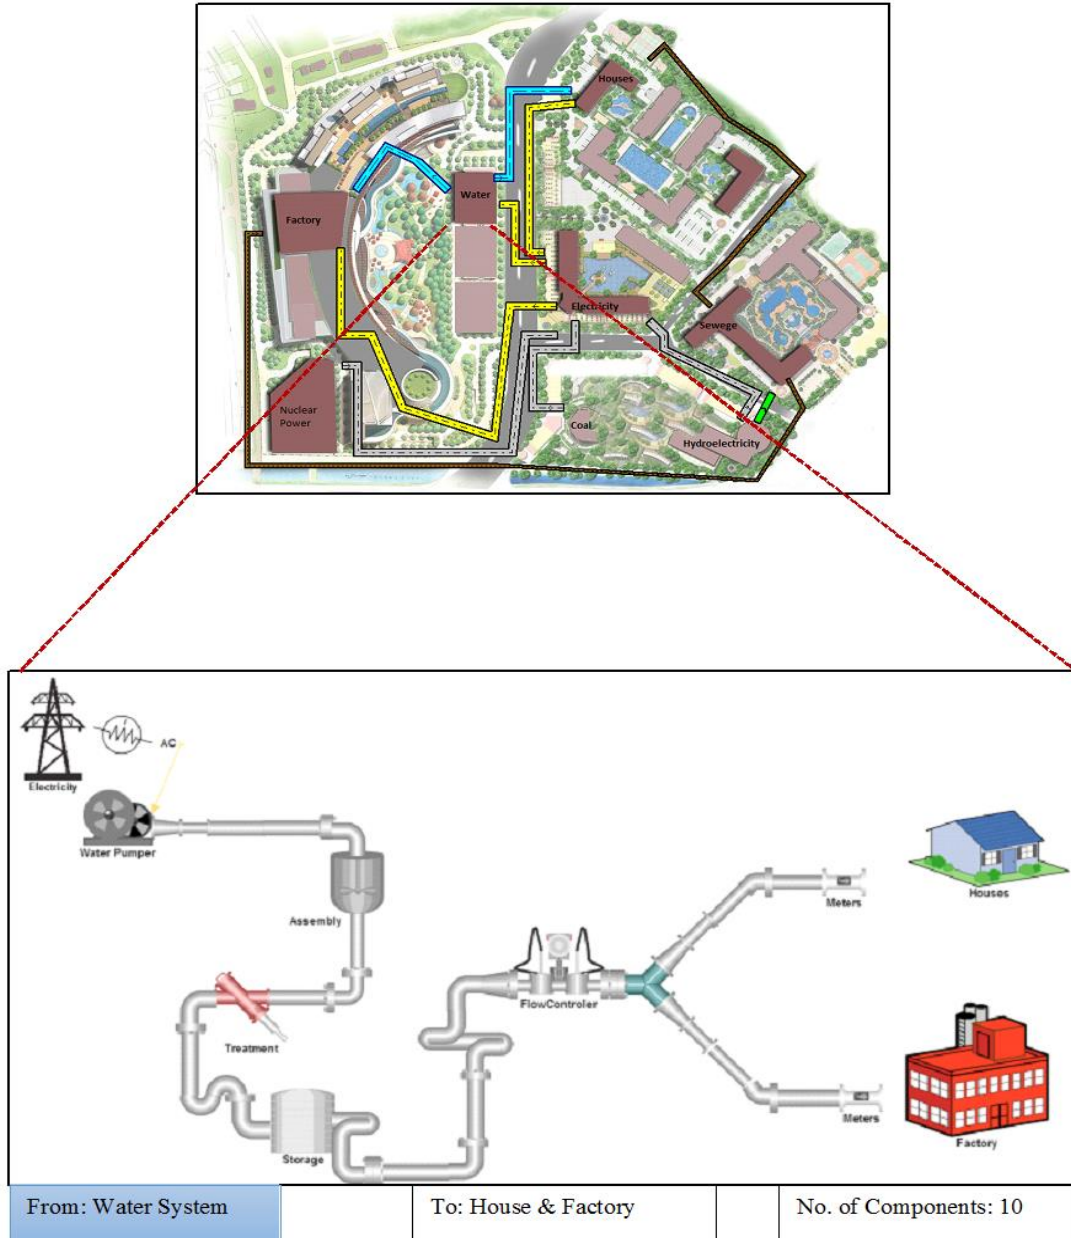 Houses
Water
Factory
Electricity
Sewege
Nuclear
Power
Coal
Hydroelectricity
AC
Electricity
Water Pumper
Assembly
Treatment
Storage
FlowControler
Meters
Houses
Meters
Factory
From: Water System
To: House & Factory
No. of Components: 10